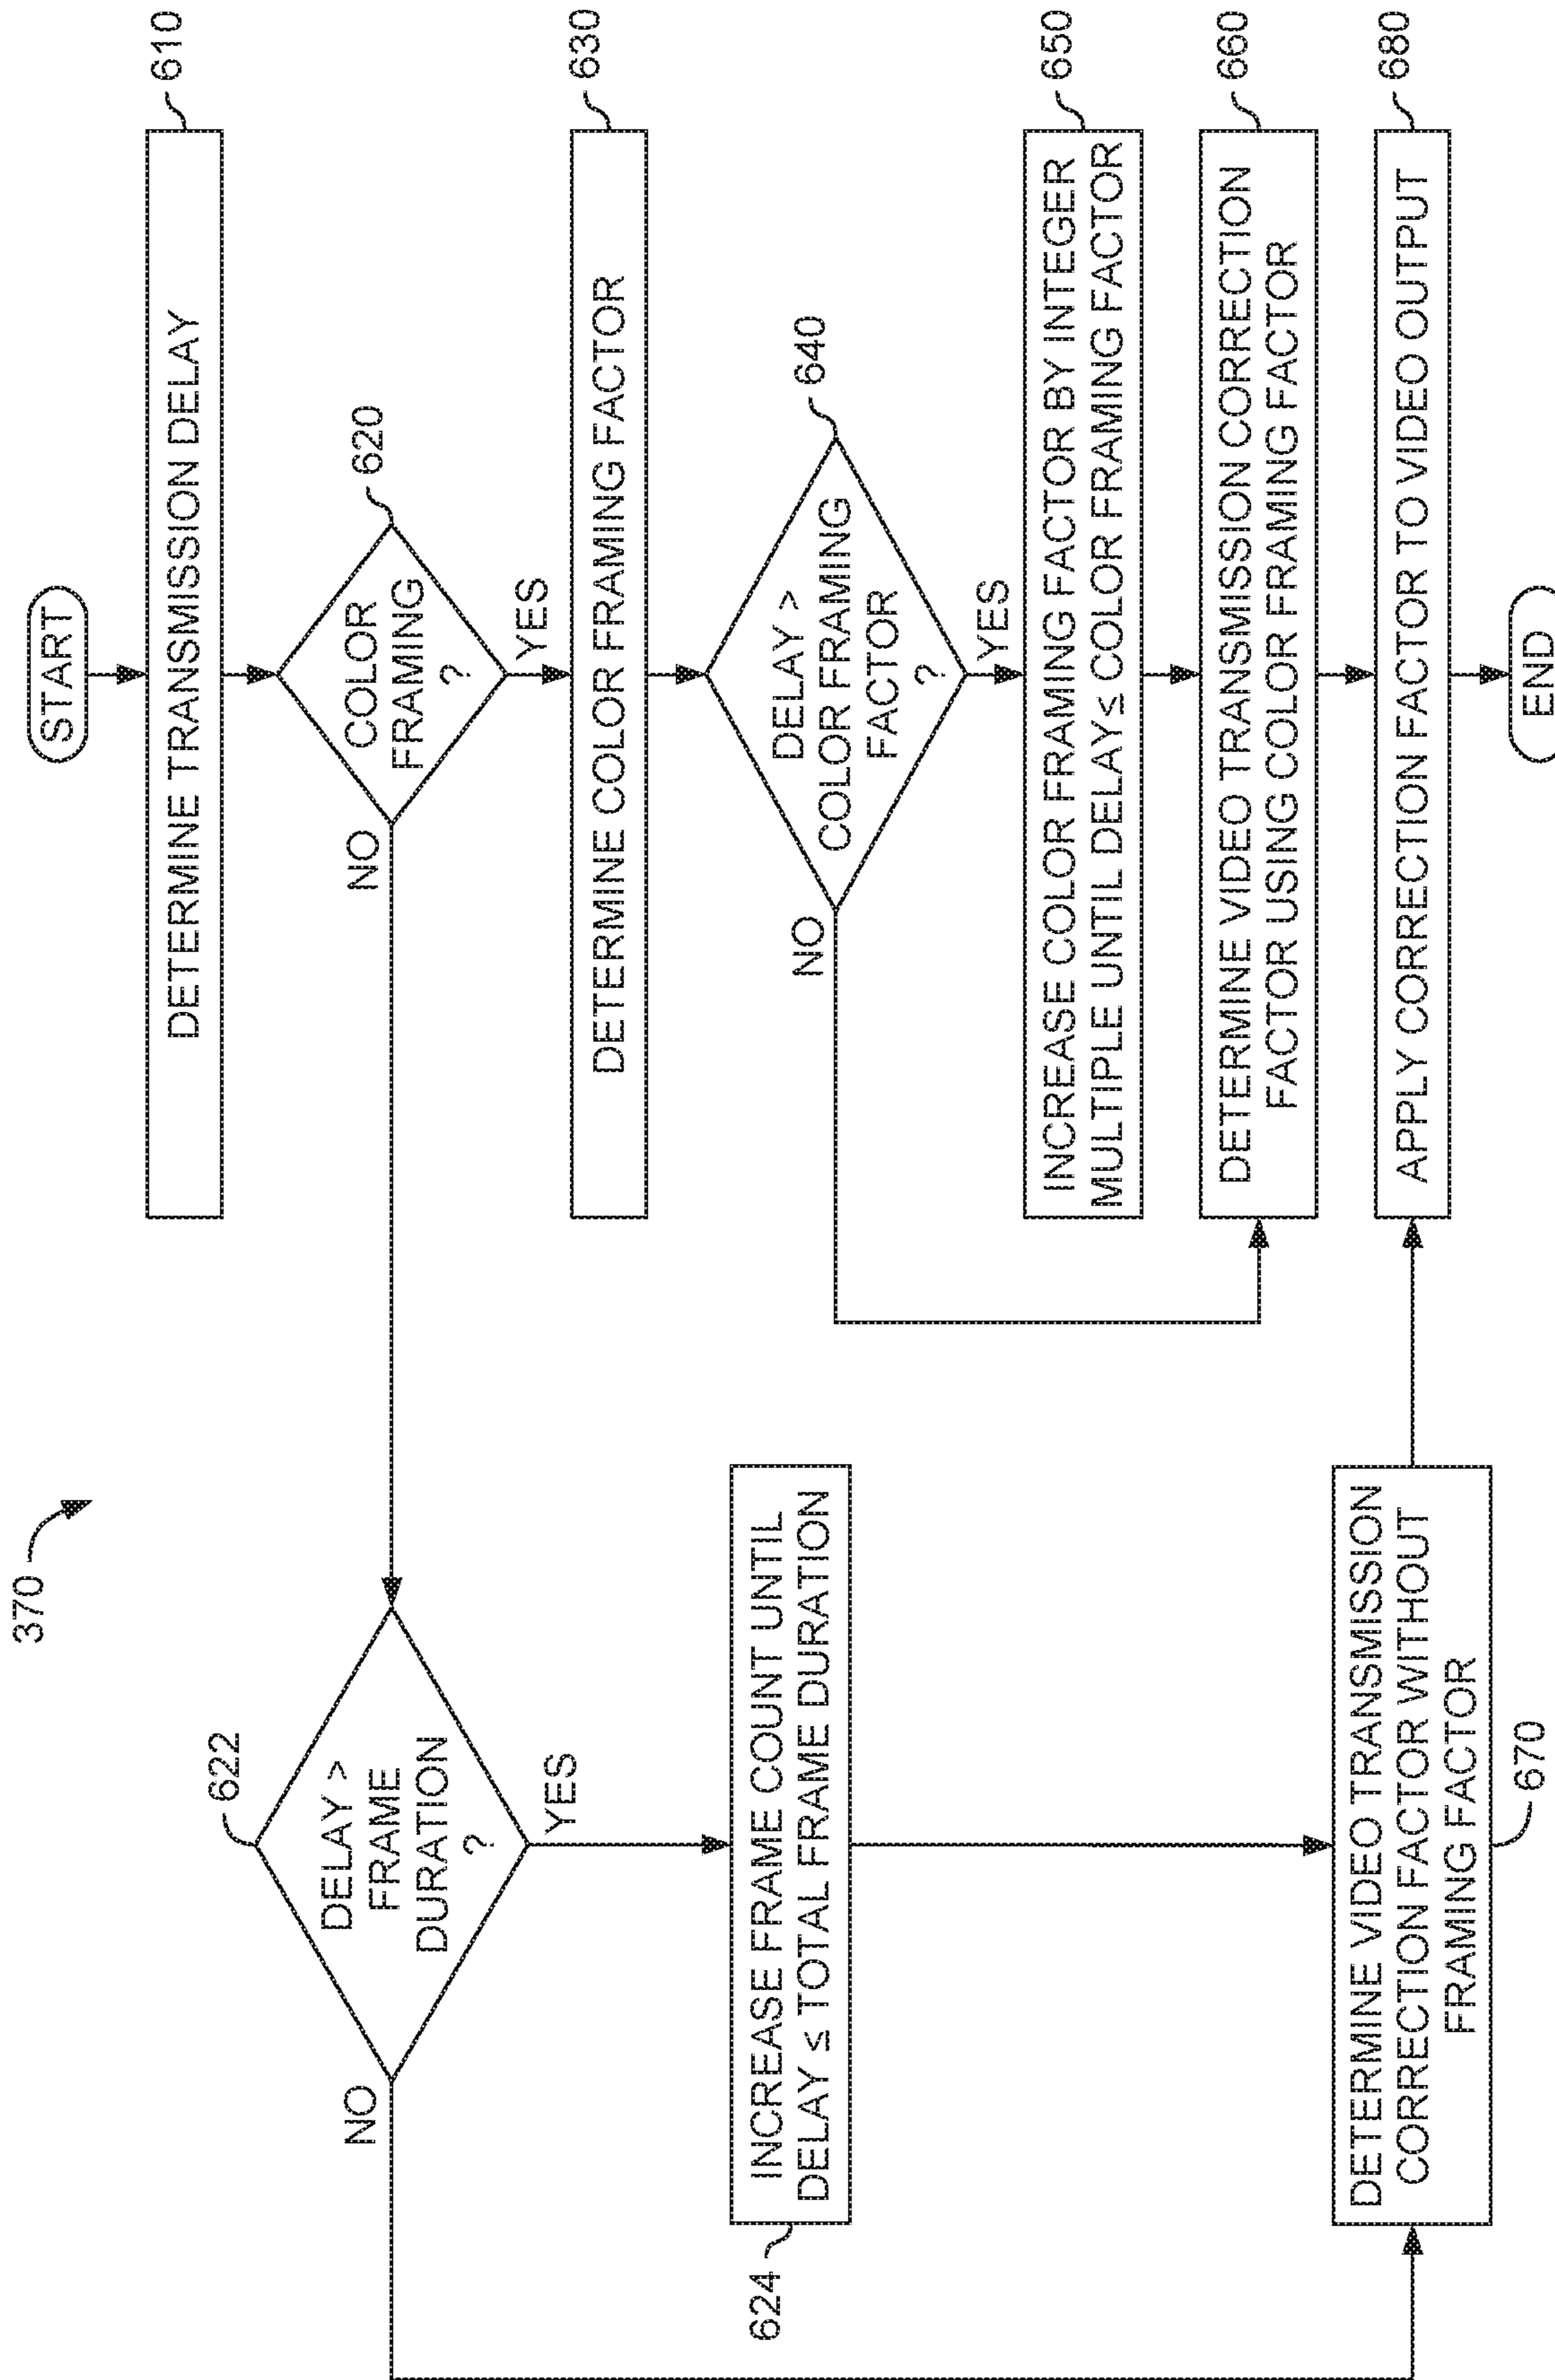 370
START
DETERMINE TRANSMISSION DELAY
610
COLOR
FRAMING
?
620
NO
YES
DELAY >
FRAME
DURATION
?
622
NO
YES
DETERMINE COLOR FRAMING FACTOR
630
DELAY >
COLOR FRAMING
FACTOR
?
640
NO
YES
INCREASE FRAME COUNT UNTIL
DELAY ≤ TOTAL FRAME DURATION
624
INCREASE COLOR FRAMING FACTOR BY INTEGER
MULTIPLE UNTIL DELAY ≤ COLOR FRAMING FACTOR
650
DETERMINE VIDEO TRANSMISSION CORRECTION
FACTOR USING COLOR FRAMING FACTOR
660
DETERMINE VIDEO TRANSMISSION
CORRECTION FACTOR WITHOUT
FRAMING FACTOR
670
APPLY CORRECTION FACTOR TO VIDEO OUTPUT
680
END